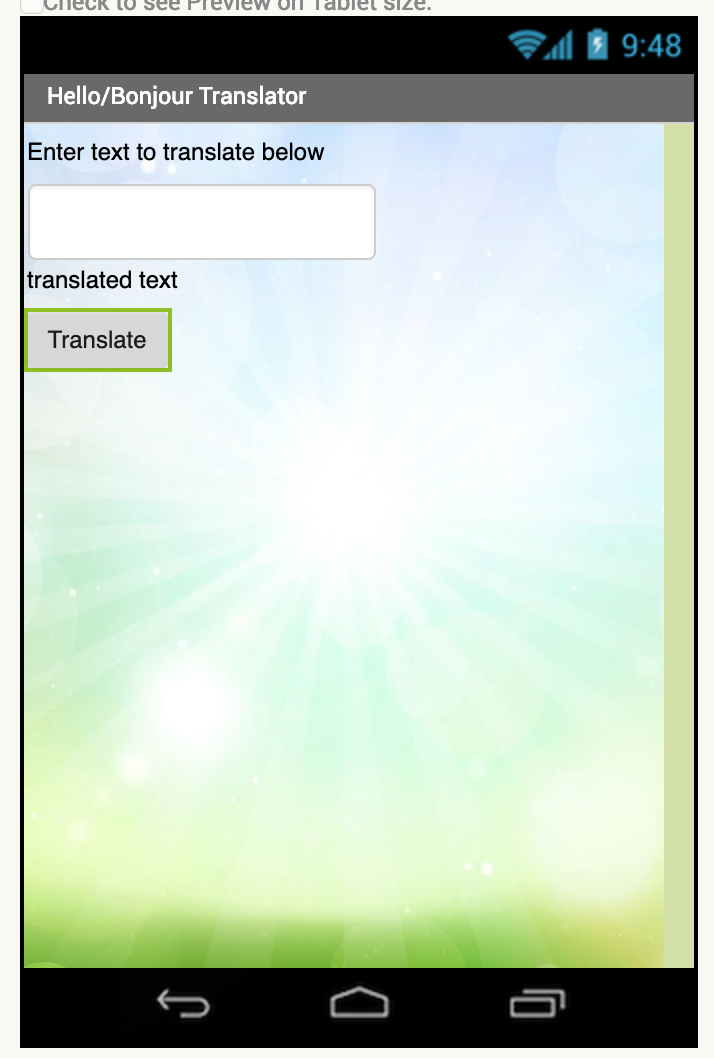 Check to see Preview on Tablet size.
9:48
Hello/Bonjour Translator
Enter text to translate below
translated text
Translate